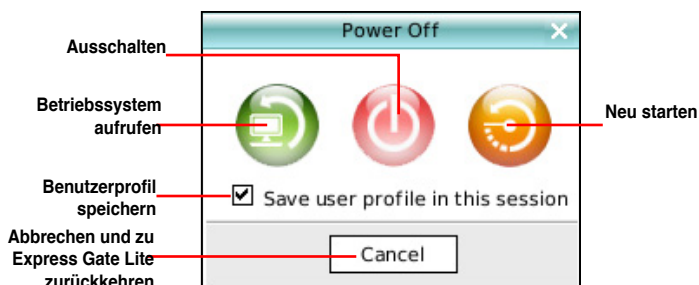 Power Off
Ausschalten
Betriebssystem
aufrufen
Neu starten
Benutzerprofil
speichern
Save user profile in this session
Abbrechen und zu
Express Gate Lite
zurückkehren
Cancel